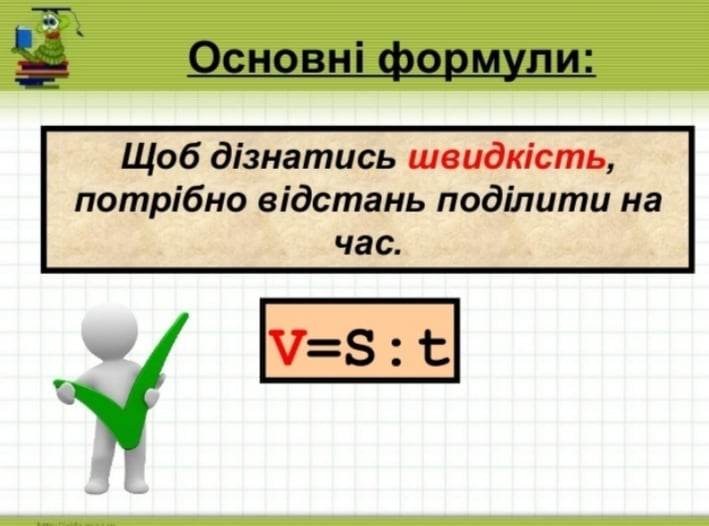 Основні формули:
Щоб дізнатись швидкість,
потрібно відстань поділити на
час.
V=S:t